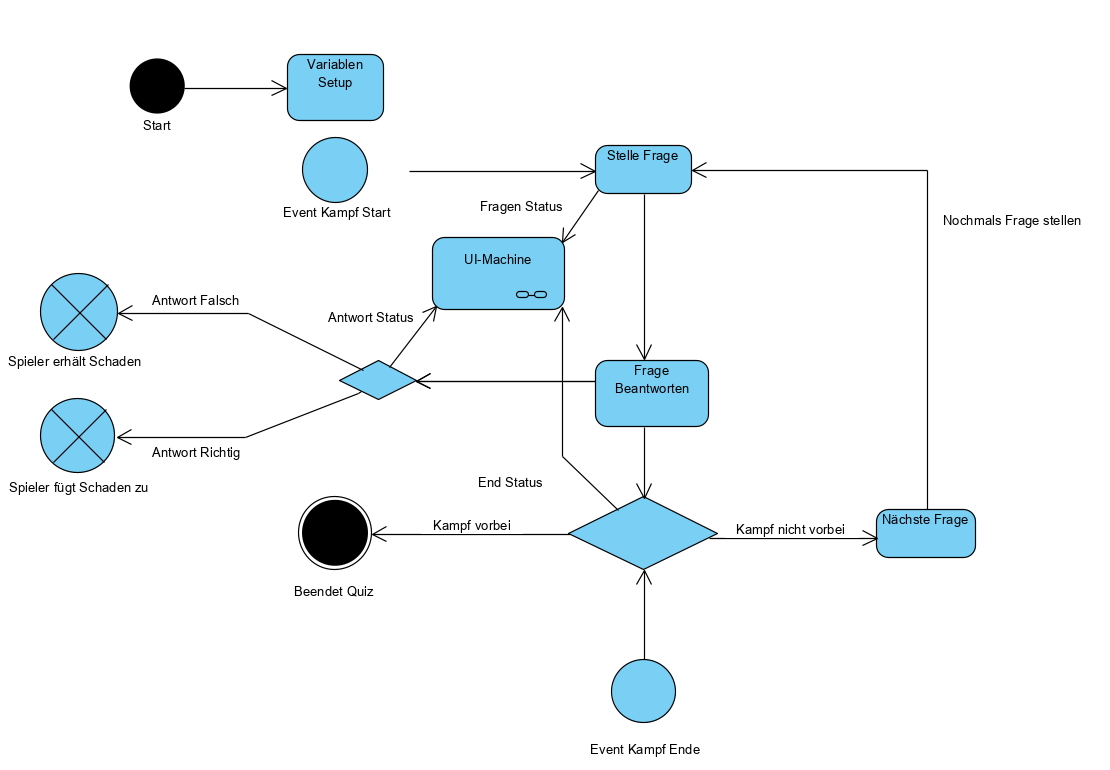 Variablen
Setup
Start
Stelle Frage
Event Kampf Start
Fragen Status
Nochmals Frage stellen
UI-Machine
Antwort Falsch
Antwort Status
Spieler erhält Schaden
Frage
Beantworten
Antwort Richtig
Spieler fügt Schaden zu
End Status
Kampf vorbei
Kampf nicht vorbei
Nächste Frage
Beendet Quiz
Event Kampf Ende